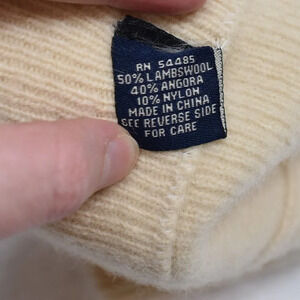 RN 54485
50% LAMBSWOOL
40% ANGORA
10% NYLON
MADE IN CHINA
SEE REVERSE SIDE
FOR CARE